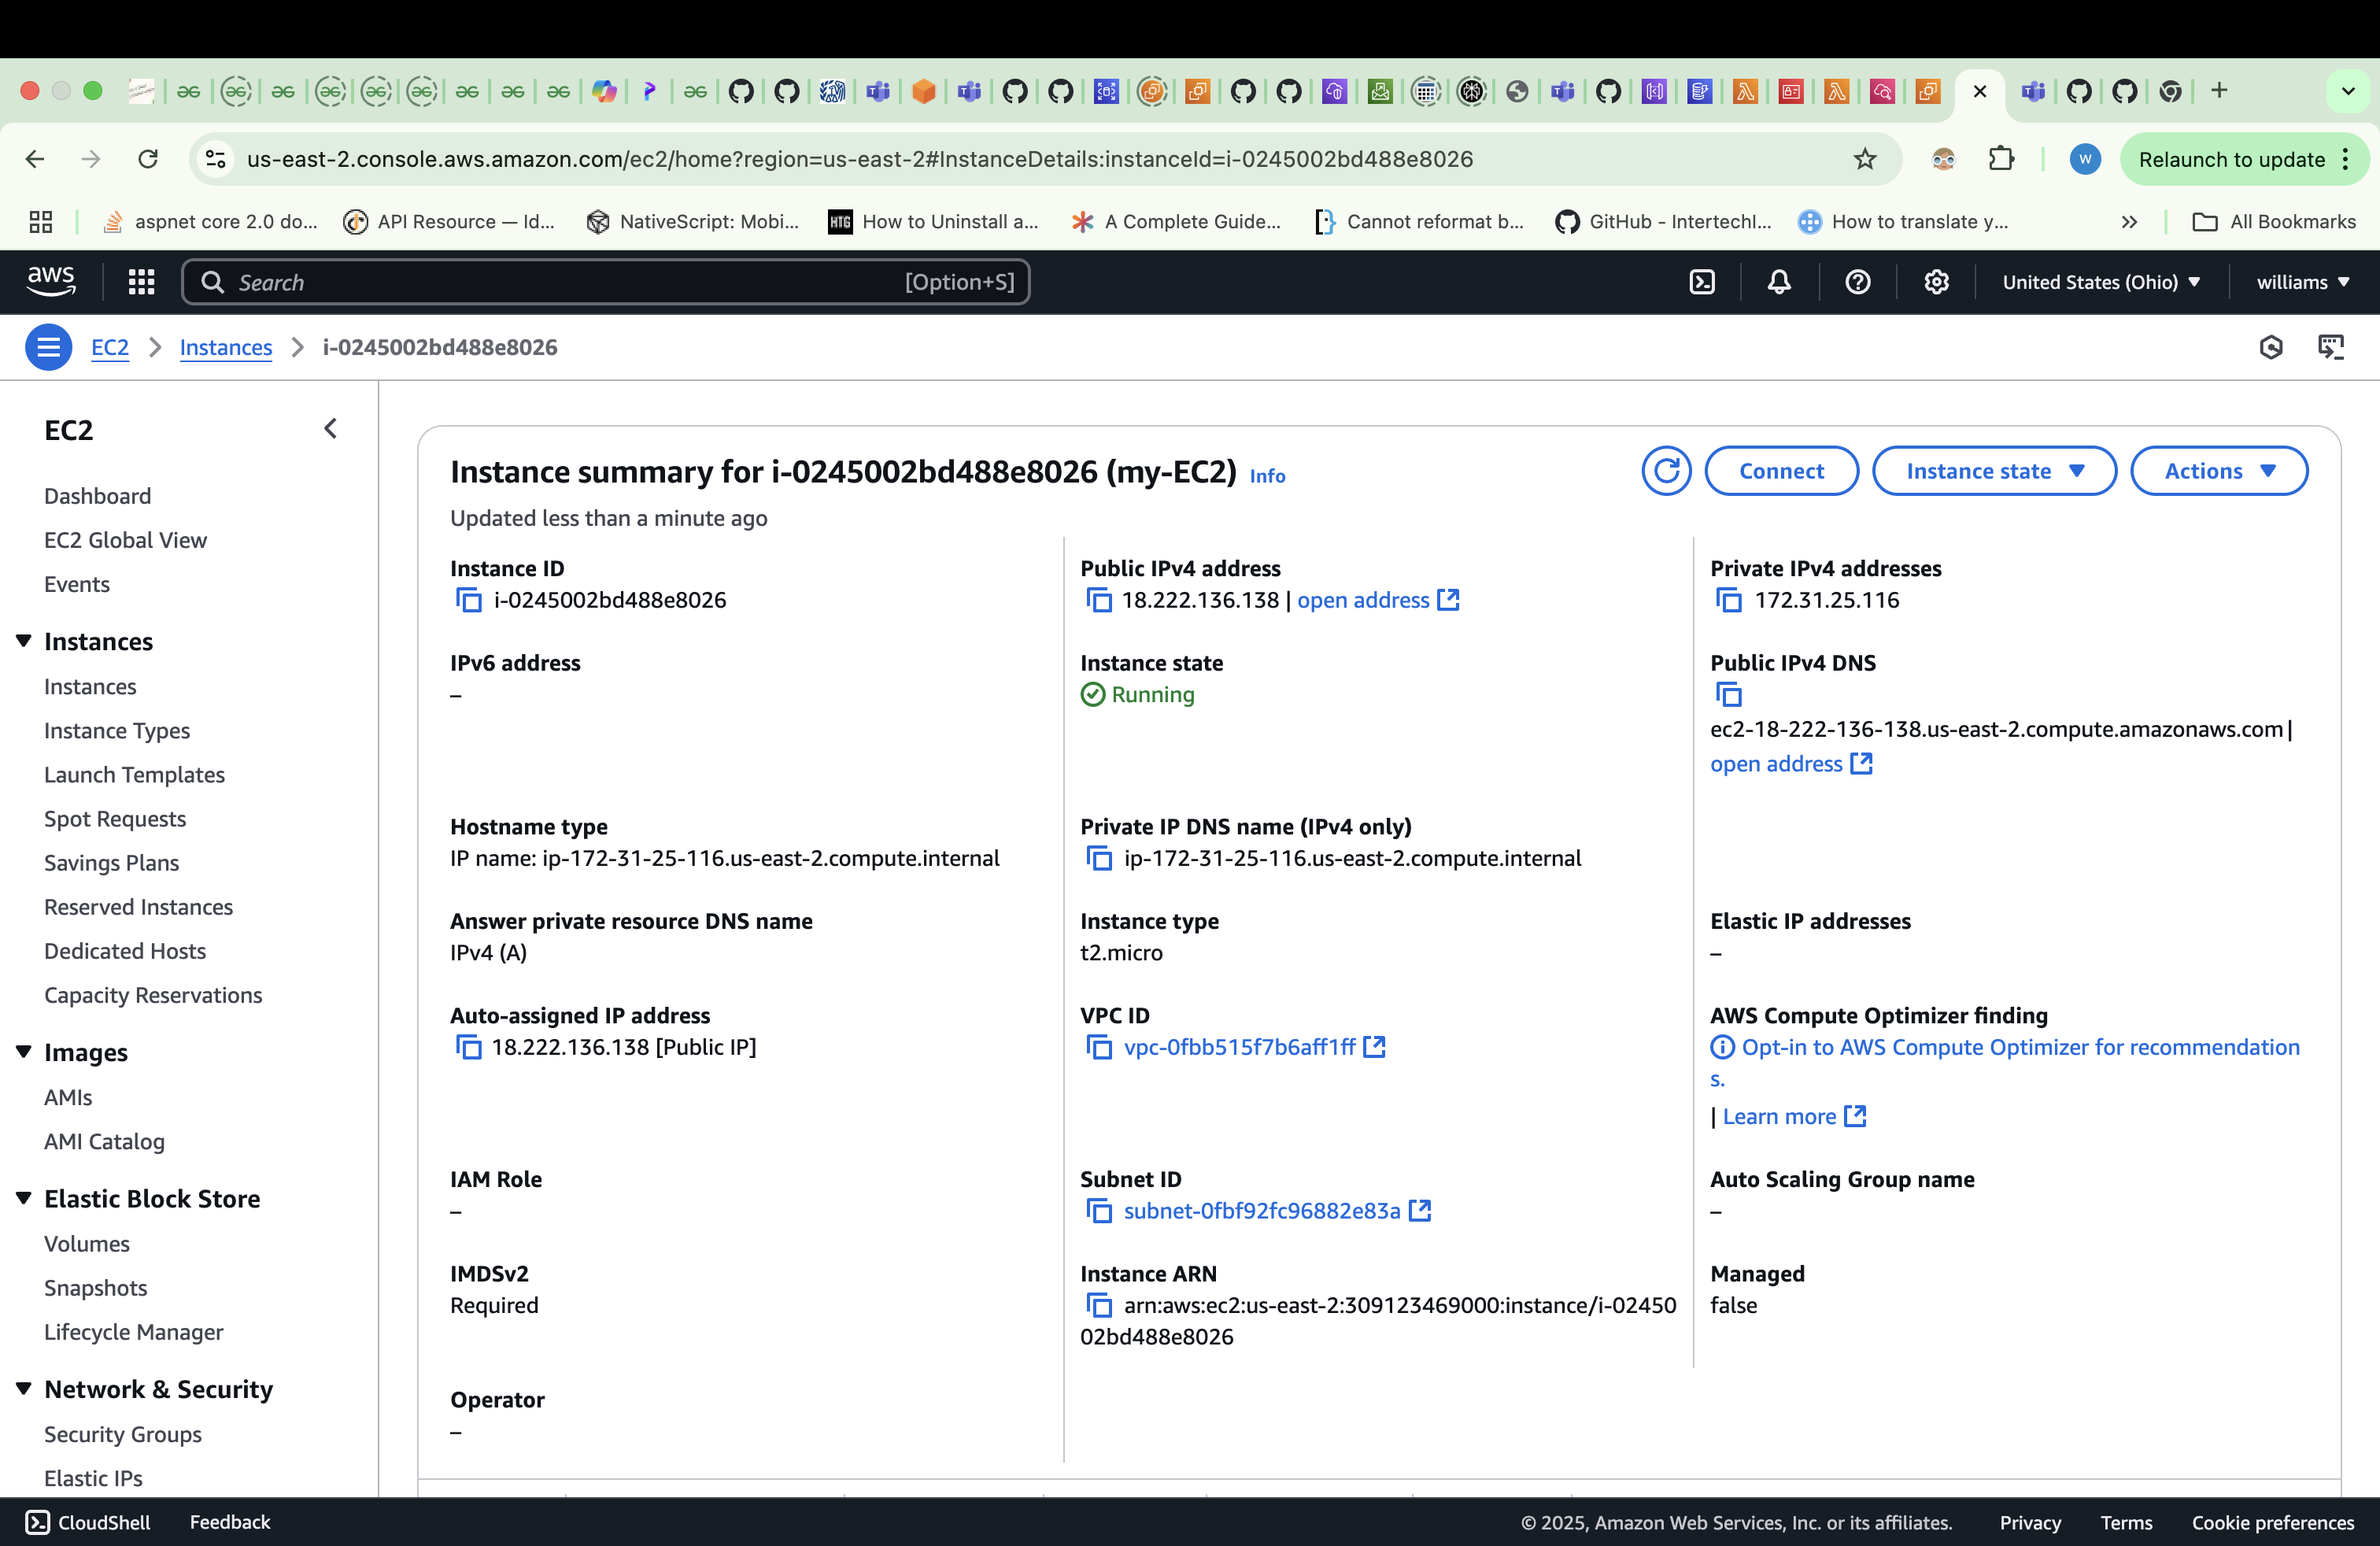 us-east-2.console.aws.amazon.com/ec2/home?region=us-east-2#InstanceDetails:instanceId=i-0245002bd488e8026
W
Relaunch to update
aspnet core 2.0 do...
API Resource — Id...
NativeScript: Mobi...
HTG How to Uninstall a...
A Complete Guide...
Cannot reformat b...
GitHub - Intertechl...
How to translate y...
All Bookmarks
aws
Search
[Option+S]
United States (Ohio)
williams
EC2
Instances
i-0245002bd488e8026
EC2
Dashboard
EC2 Global View
Events
Instances
Instances
Instance Types
Launch Templates
Spot Requests
Savings Plans
Reserved Instances
Dedicated Hosts
Capacity Reservations
Images
AMIs
AMI Catalog
Elastic Block Store
Volumes
Snapshots
Lifecycle Manager
Network & Security
Security Groups
Elastic IPs
Instance summary for i-0245002bd488e8026 (my-EC2) Info
Updated less than a minute ago
Connect
Instance state
Actions
Instance ID
i-0245002bd488e8026
Public IPv4 address
18.222.136.138 | open address
Private IPv4 addresses
172.31.25.116
IPv6 address
–
Instance state
Running
Public IPv4 DNS
ec2-18-222-136-138.us-east-2.compute.amazonaws.com |
open address
Hostname type
IP name: ip-172-31-25-116.us-east-2.compute.internal
Private IP DNS name (IPv4 only)
ip-172-31-25-116.us-east-2.compute.internal
Answer private resource DNS name
IPv4 (A)
Instance type
t2.micro
Elastic IP addresses
–
Auto-assigned IP address
18.222.136.138 [Public IP]
VPC ID
vpc-0fbb515f7b6aff1ff
AWS Compute Optimizer finding
Opt-in to AWS Compute Optimizer for recommendation
s.
| Learn more
IAM Role
–
Subnet ID
subnet-0fbf92fc96882e83a
Auto Scaling Group name
–
IMDSv2
Required
Instance ARN
arn:aws:ec2:us-east-2:309123469000:instance/i-02450
02bd488e8026
Managed
false
Operator
–
CloudShell
Feedback
© 2025, Amazon Web Services, Inc. or its affiliates.
Privacy
Terms
Cookie preferences